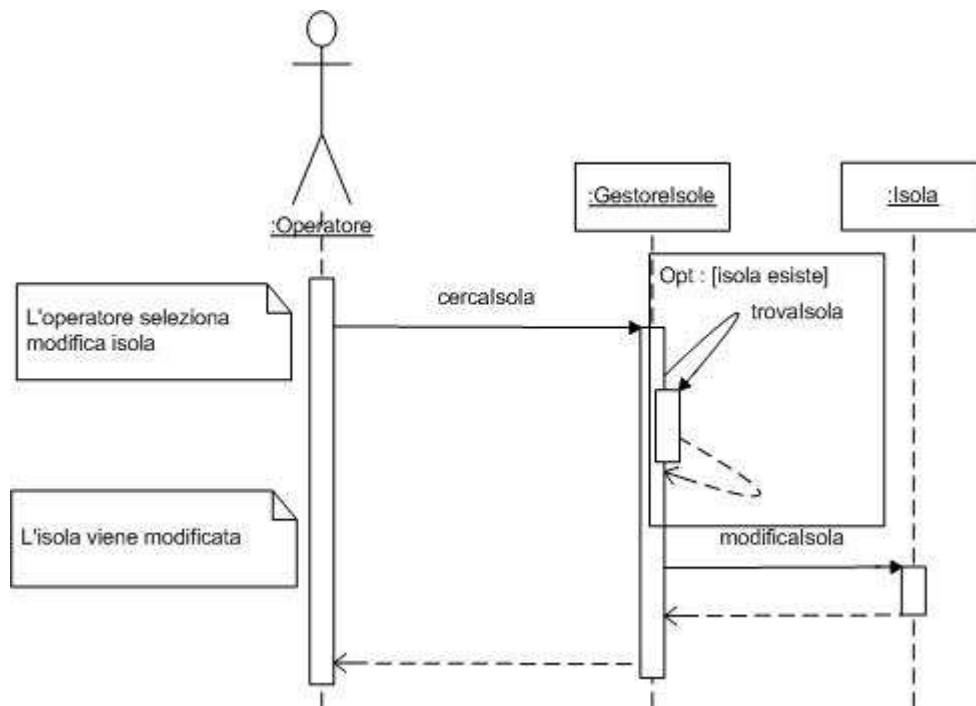 :Operatore
:GestoreIsole
:Isola
Opt : [isola esiste]
L'operatore seleziona
modifica isola
cercaIsola
trovaIsola
L'isola viene modificata
modificaIsola